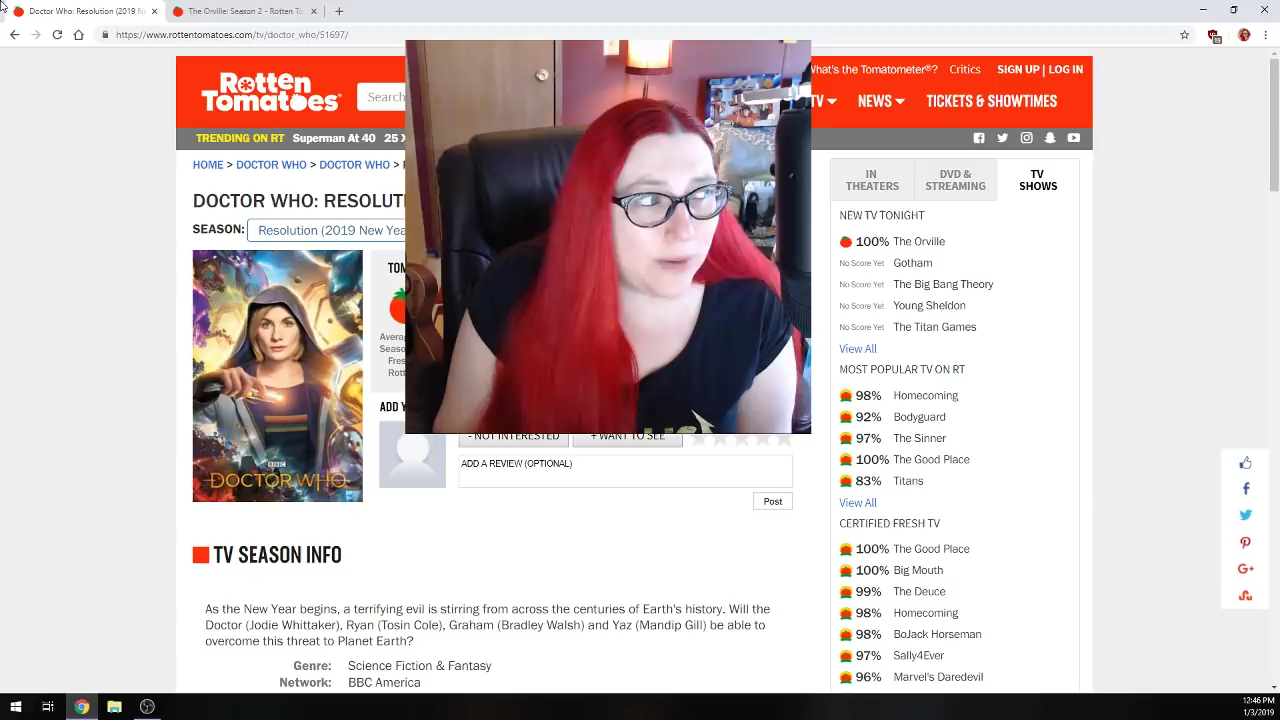 Doctor Who: Resolution (2019 N
The Orville: Season 2 - Rotten To
https://www.rottentomatoes.com/tv/doctor_who/51697/
Rotten
Tomatoes
Search
What's the Tomatometer®?
Critics
SIGN UP | LOG IN
TV
NEWS
TICKETS & SHOWTIMES
TRENDING ON RT
Superman At 40
25
HOME > DOCTOR WHO > DOCTOR WHO >
DOCTOR WHO: RESOLUT
SEASON:
Resolution (2019 New Yea
TOM
Avera
Seaso
Fres
Rott
ADD Y
BBC
DOCTOR WHO
- NOT INTERESTED
+ WANT TO SEE
ADD A REVIEW (OPTIONAL)
Post
TV SEASON INFO
As the New Year begins, a terrifying evil is stirring from across the centuries of Earth's history. Will the
Doctor (Jodie Whittaker), Ryan (Tosin Cole), Graham (Bradley Walsh) and Yaz (Mandip Gill) be able to
overcome this threat to Planet Earth?
Genre: Science Fiction & Fantasy
Network: BBC America
IN THEATERS
DVD & STREAMING
TV SHOWS
NEW TV TONIGHT
100% The Orville
No Score Yet Gotham
No Score Yet The Big Bang Theory
No Score Yet Young Sheldon
No Score Yet The Titan Games
View All
MOST POPULAR TV ON RT
98% Homecoming
92% Bodyguard
97% The Sinner
100% The Good Place
83% Titans
View All
CERTIFIED FRESH TV
100% The Good Place
100% Big Mouth
99% The Deuce
98% Homecoming
98% BoJack Horseman
97% Sally4Ever
96% Marvel's Daredevil
12:46 PM
1/3/2019